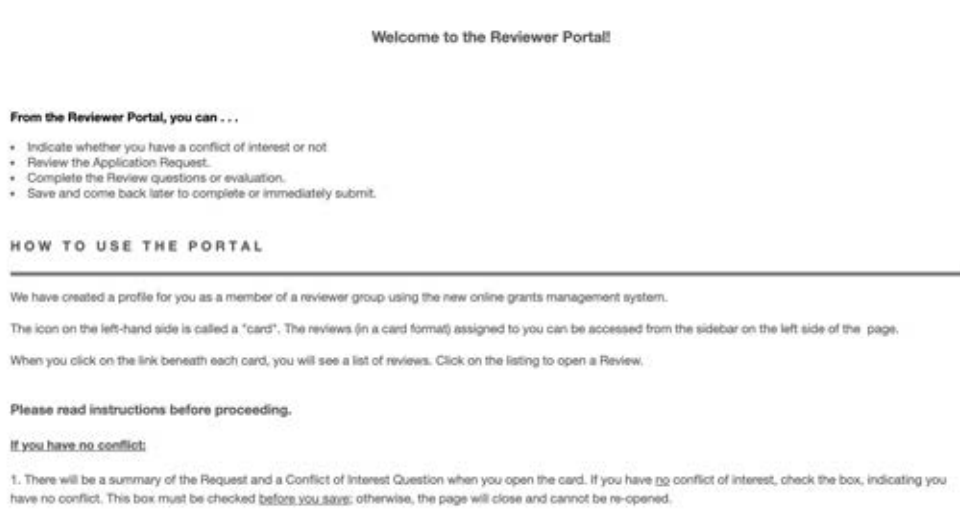 Welcome to the Reviewer Portal!
From the Reviewer Portal, you can . . .
• Indicate whether you have a conflict of interest or not
• Review the Application Request.
• Complete the Review questions or evaluation.
• Save and come back later to complete or immediately submit.
HOW TO USE THE PORTAL
We have created a profile for you as a member of a reviewer group using the new online grants management system.
The icon on the left-hand side is called a "card". The reviews (in a card format) assigned to you can be accessed from the sidebar on the left side of the page.
When you click on the link beneath each card, you will see a list of reviews. Click on the listing to open a Review.
Please read instructions before proceeding.
If you have no conflict:
1. There will be a summary of the Request and a Conflict of Interest Question when you open the card. If you have no conflict of interest, check the box, indicating you
have no conflict. This box must be checked before you save; otherwise, the page will close and cannot be re-opened.